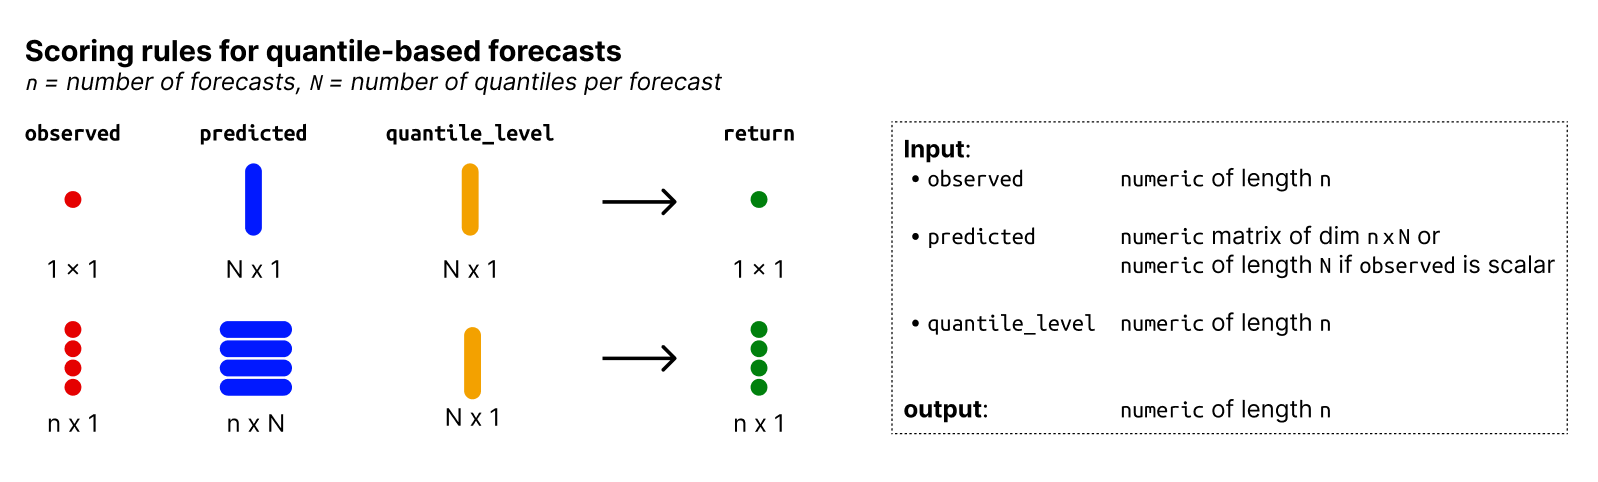 Scoring rules for quantile-based forecasts
n = number of forecasts, N = number of quantiles per forecast
observed predicted quantile_level return
1 × 1 N x 1 N x 1 1 × 1
n x 1 n x N N x 1 n x 1
Input:
• observed numeric of length n
• predicted numeric matrix of dim n x N or
numeric of length N if observed is scalar
• quantile_level numeric of length n
output: numeric of length n